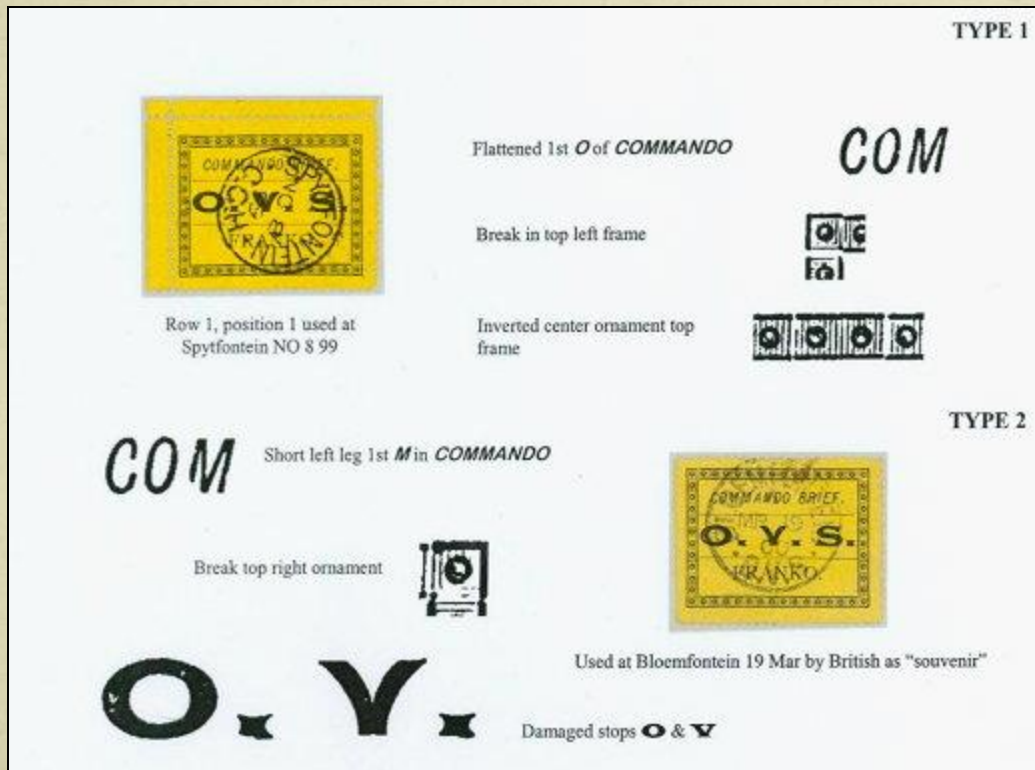 TYPE 1
COMMANDO BRIEF.
O. V. S.
FRANKO.
SPYTFONTEIN
Row 1, position 1 used at
Spytfontein NO 8 99
Flattened 1st O of COMMANDO
COM
Break in top left frame
Inverted center ornament top
frame
TYPE 2
COM
Short left leg 1st M in COMMANDO
Break top right ornament
COMMANDO BRIEF.
O. V. S.
FRANKO.
Used at Bloemfontein 19 Mar by British as “souvenir”
O. V.
Damaged stops O & V